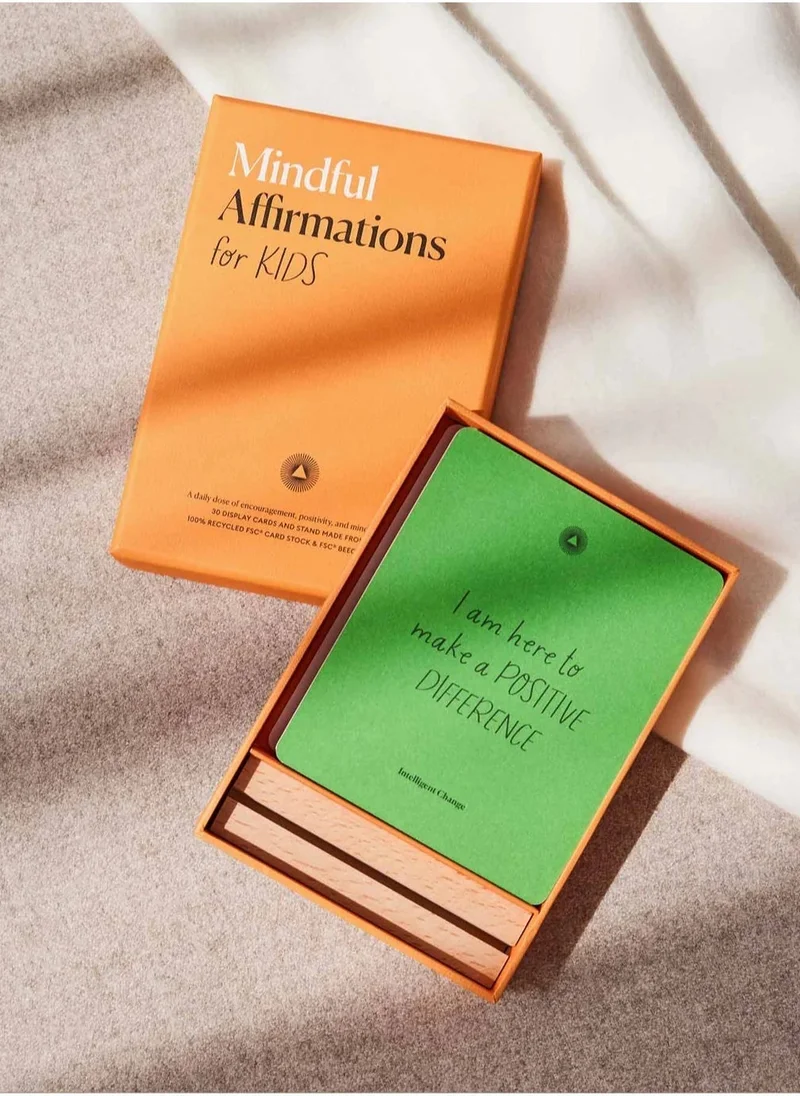 Mindful
Affirmations
for KIDS
A daily dose of encouragement, positivity, and
30 DISPLAY CARDS AND STAND MADE FROM
100% RECYCLED FSC® CARD STOCK & FSC®
I am here to
make a POSITIVE
DIFFERENCE
Intelligent Change